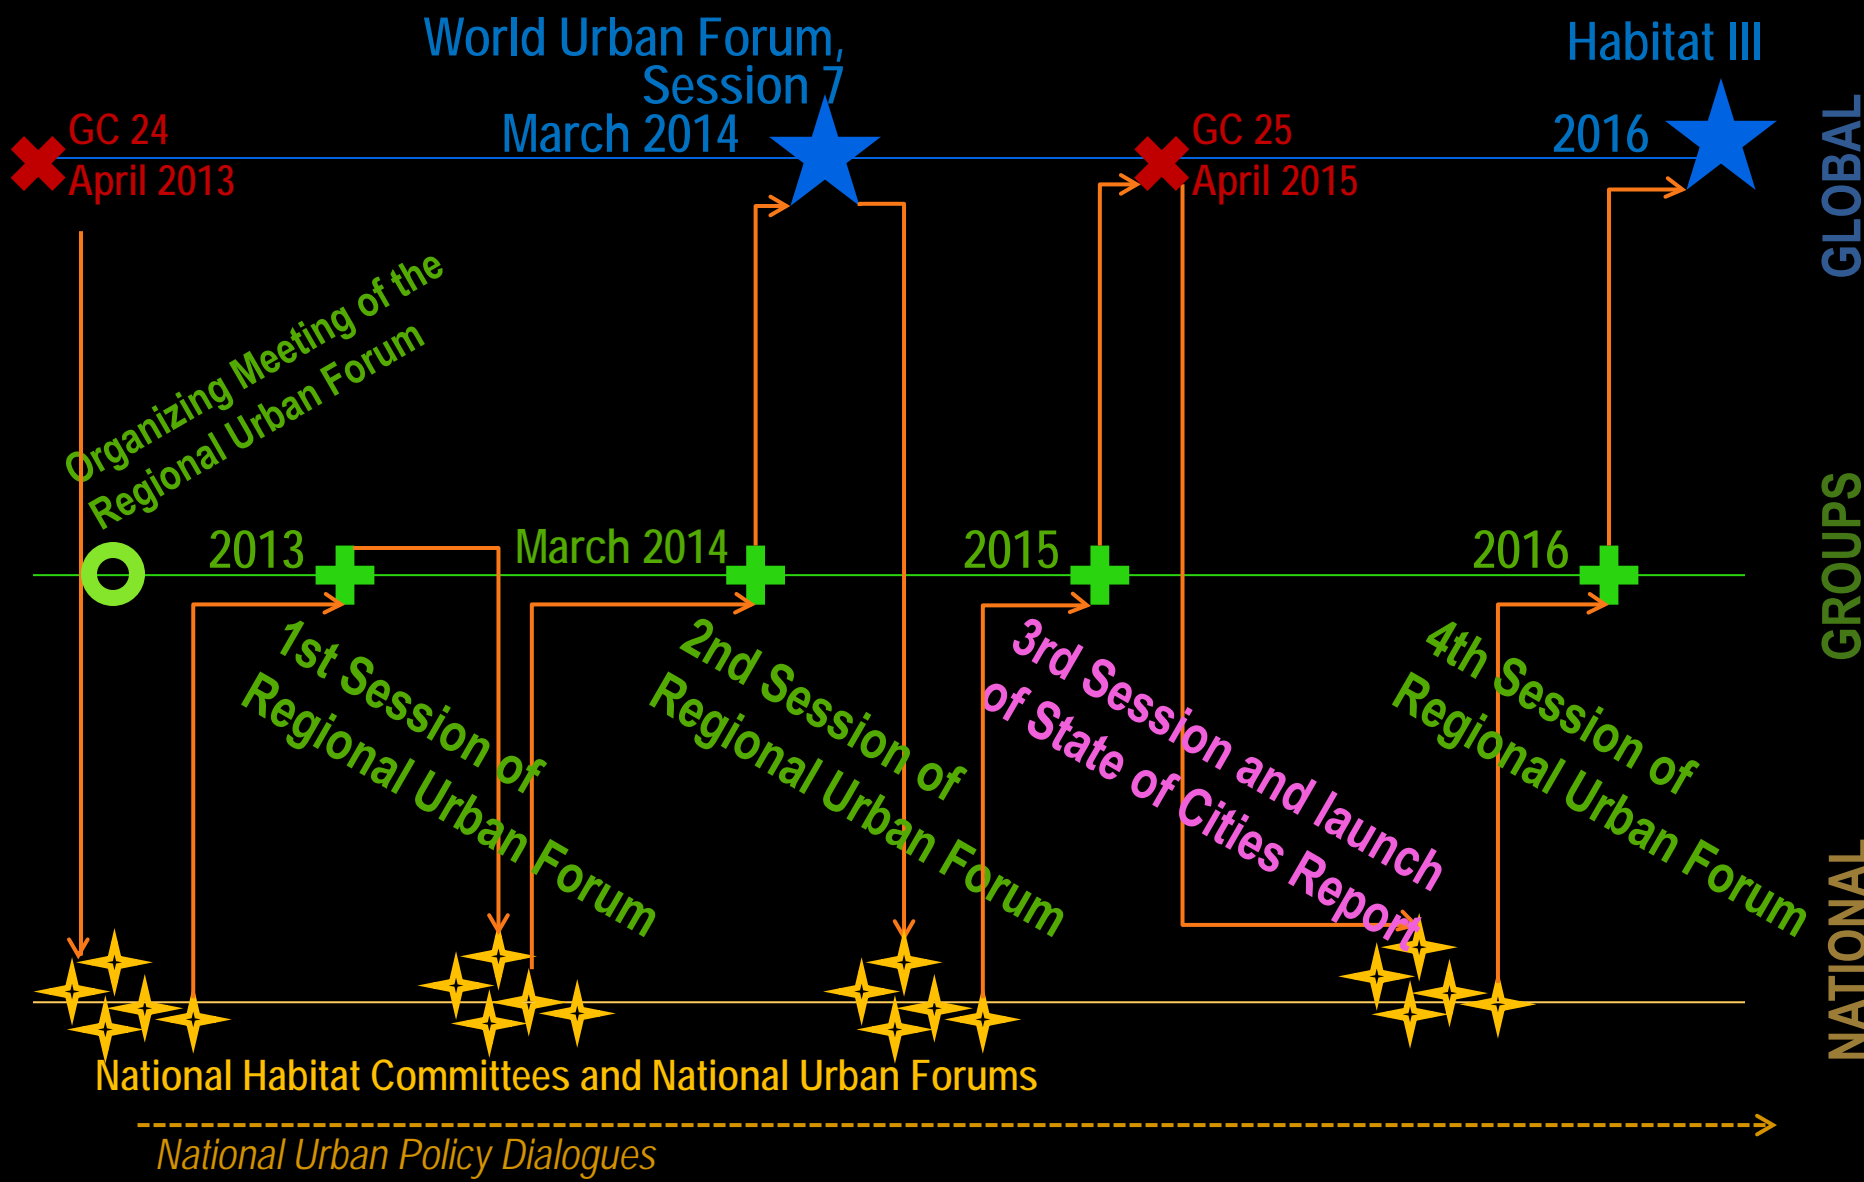 World Urban Forum,
Session 7
March 2014
Habitat III
2016
GC 24
April 2013
GC 25
April 2015
GLOBAL
Organizing Meeting of the
Regional Urban Forum
2013
March 2014
2015
2016
GROUPS
1st Session of
Regional Urban Forum
2nd Session of
Regional Urban Forum
3rd Session and launch
of State of Cities Report
4th Session of
Regional Urban Forum
NATIONAL
National Habitat Committees and National Urban Forums
National Urban Policy Dialogues